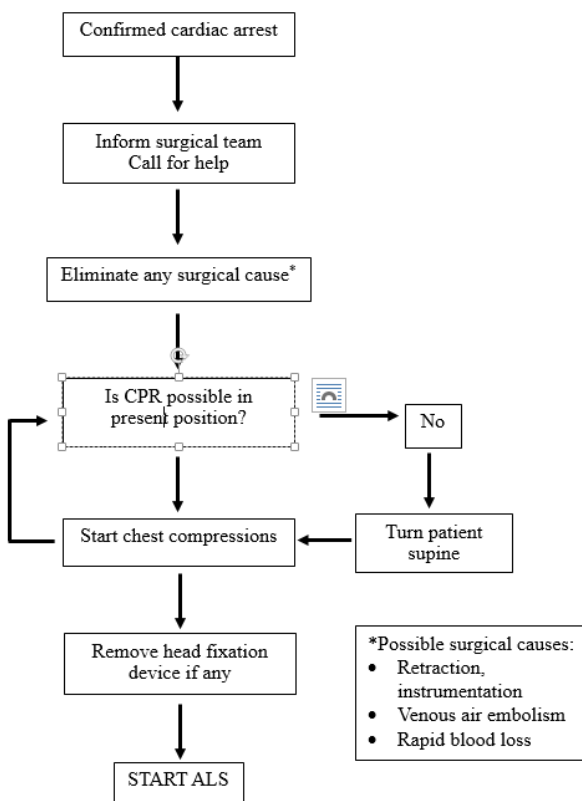 Confirmed cardiac arrest
Inform surgical team
Call for help
Eliminate any surgical cause*
Is CPR possible in
present position?
No
Start chest compressions
Turn patient
supine
Remove head fixation
device if any
*Possible surgical causes:
• Retraction,
instrumentation
• Venous air embolism
• Rapid blood loss
START ALS